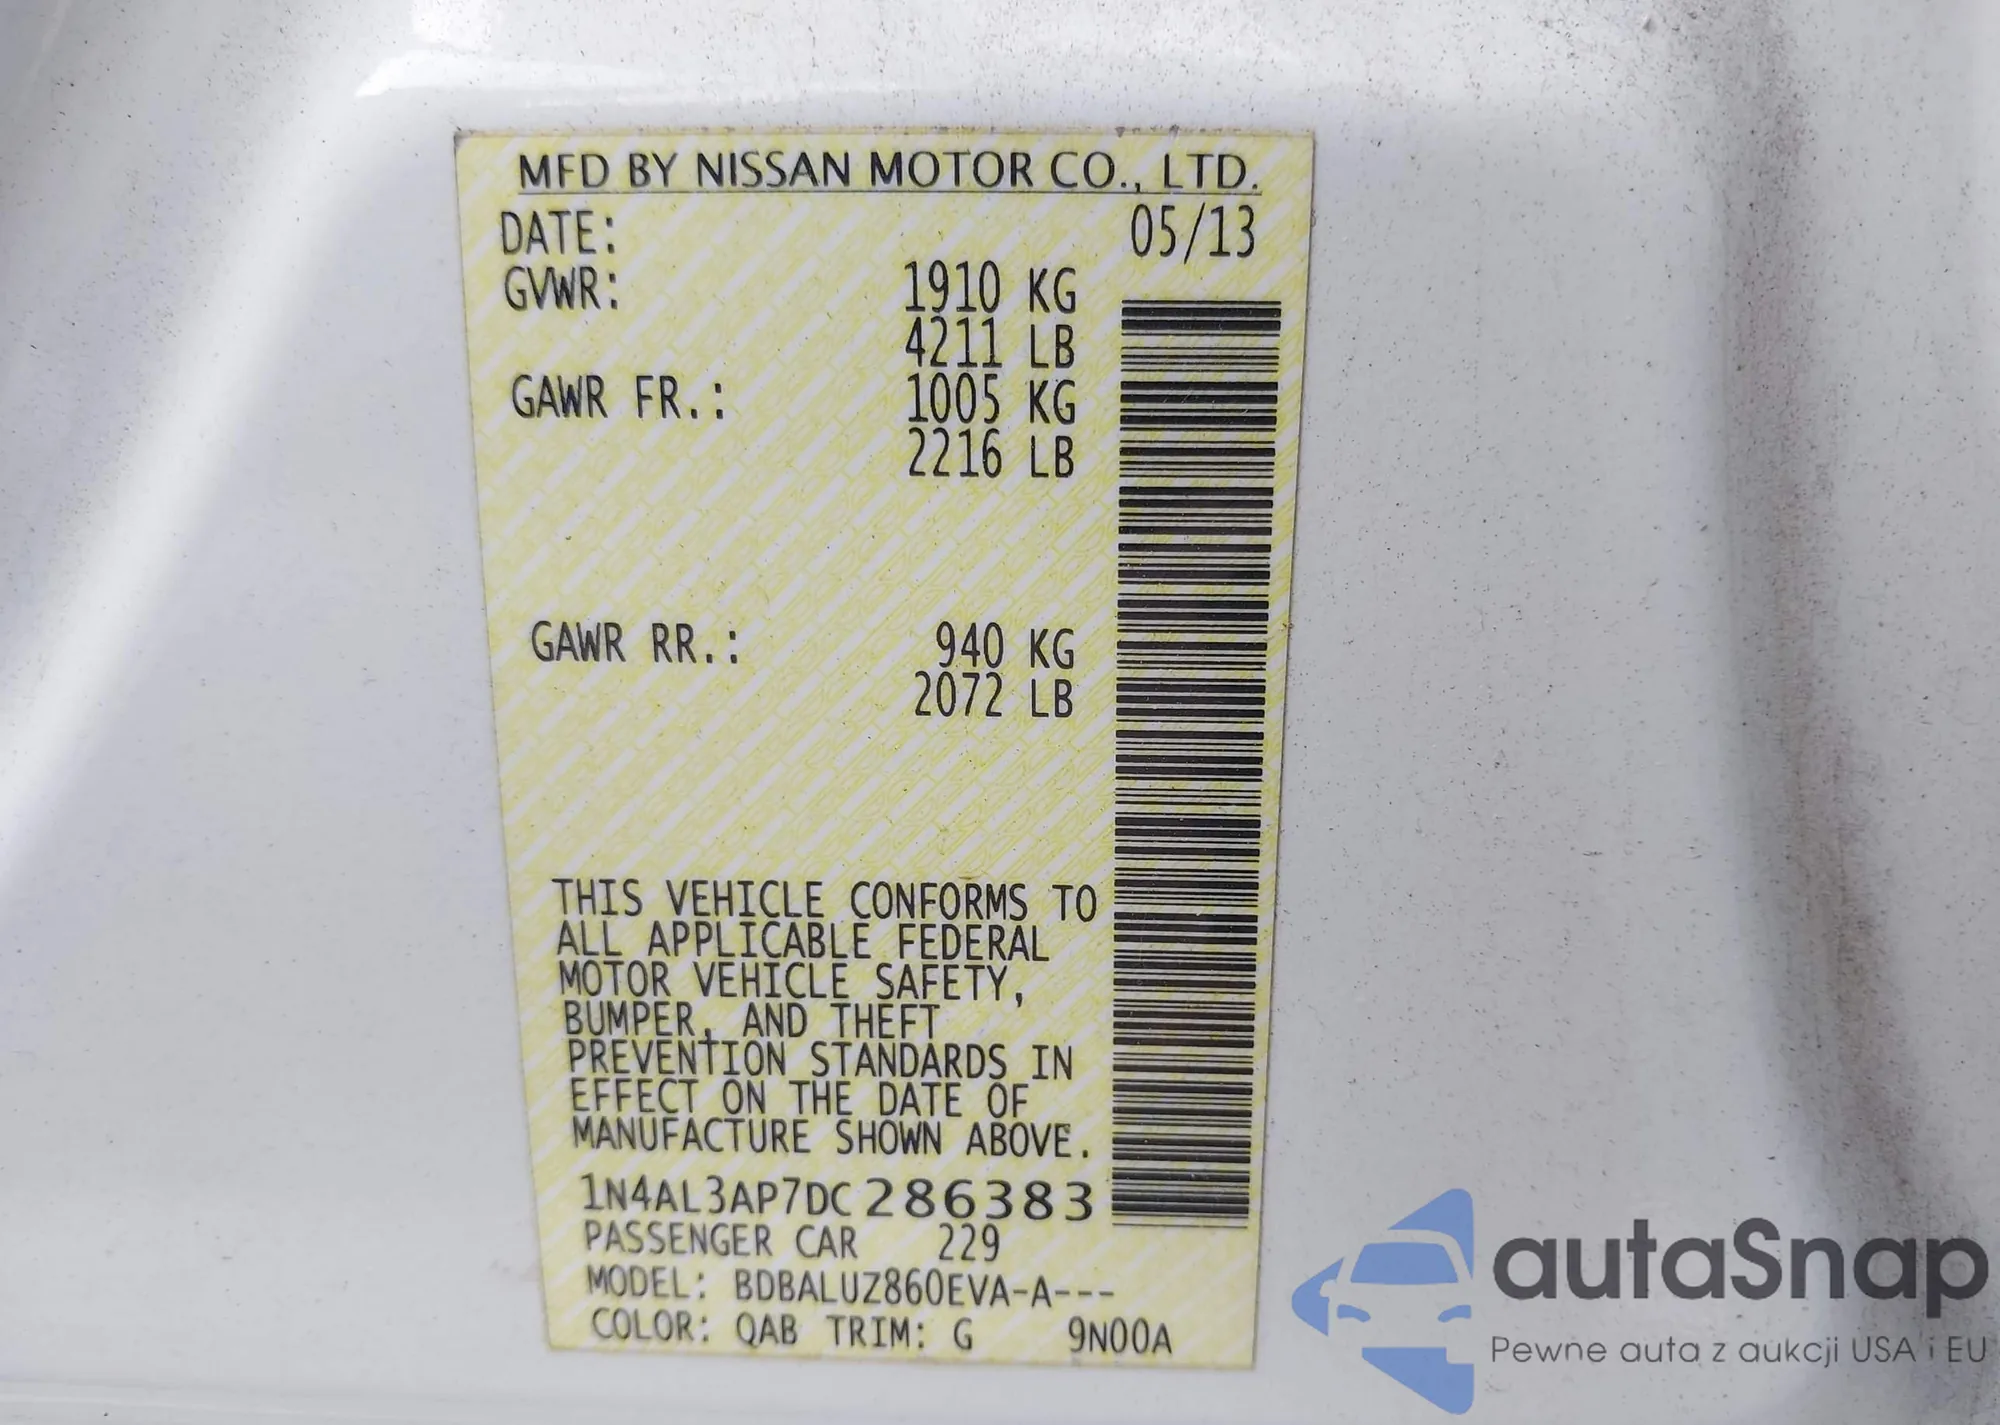 MFD BY NISSAN MOTOR CO., LTD.
DATE: 05/13
GVWR: 1910 KG
4211 LB
GAWR FR.: 1005 KG
2216 LB
GAWR RR.: 940 KG
2072 LB
THIS VEHICLE CONFORMS TO
ALL APPLICABLE FEDERAL
MOTOR VEHICLE SAFETY,
BUMPER, AND THEFT
PREVENTION STANDARDS IN
EFFECT ON THE DATE OF
MANUFACTURE SHOWN ABOVE.
1N4AL3AP7DC286383
PASSENGER CAR 229
MODEL: BDBALUZ860EVA-A---
COLOR: QAB TRIM: G 9N00A
autaSnap
Pewne auta z aukcji USA i EU